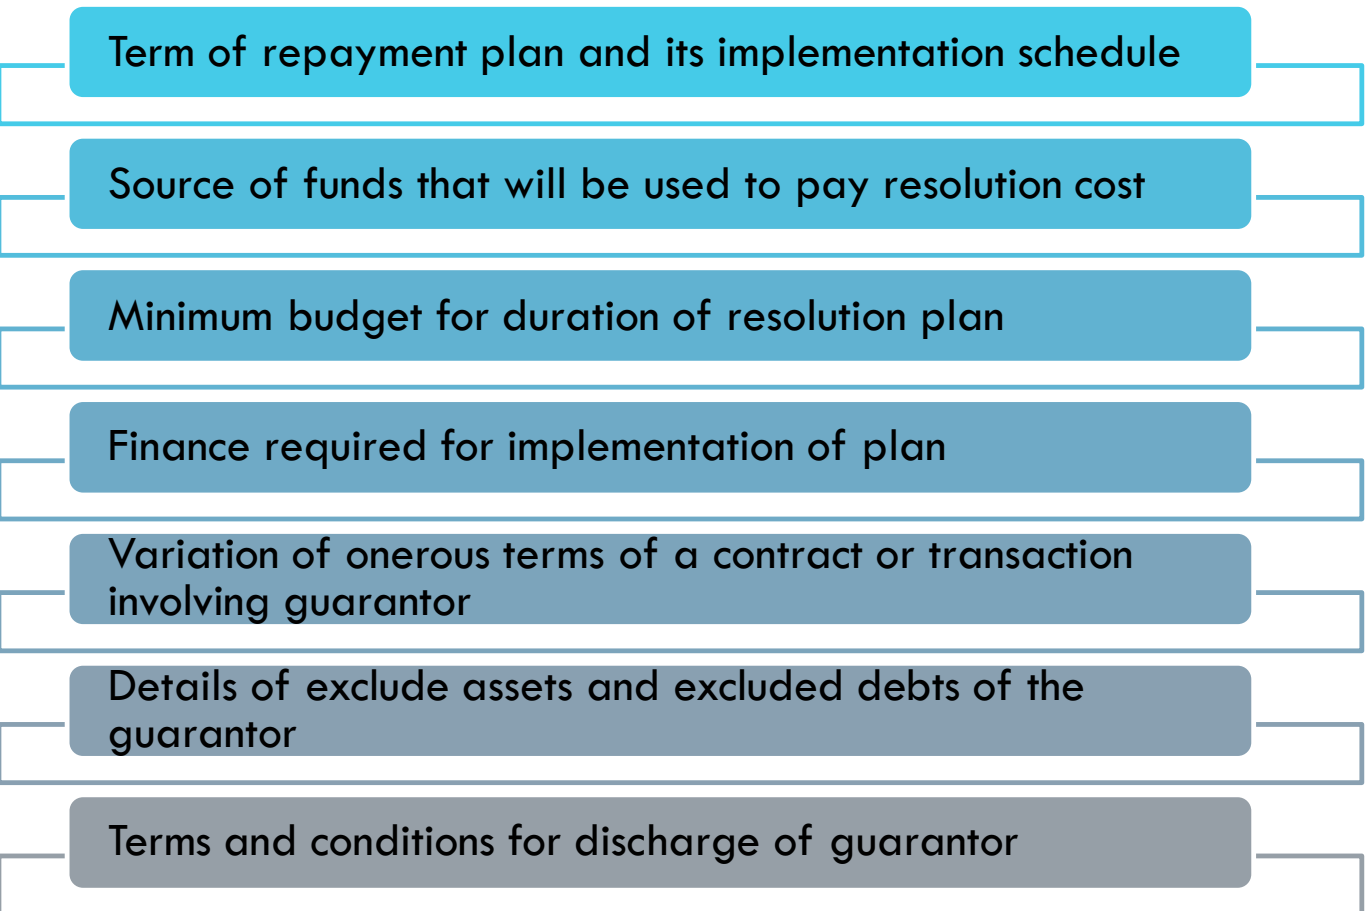 Term of repayment plan and its implementation schedule
Source of funds that will be used to pay resolution cost
Minimum budget for duration of resolution plan
Finance required for implementation of plan
Variation of onerous terms of a contract or transaction
involving guarantor
Details of exclude assets and excluded debts of the
guarantor
Terms and conditions for discharge of guarantor